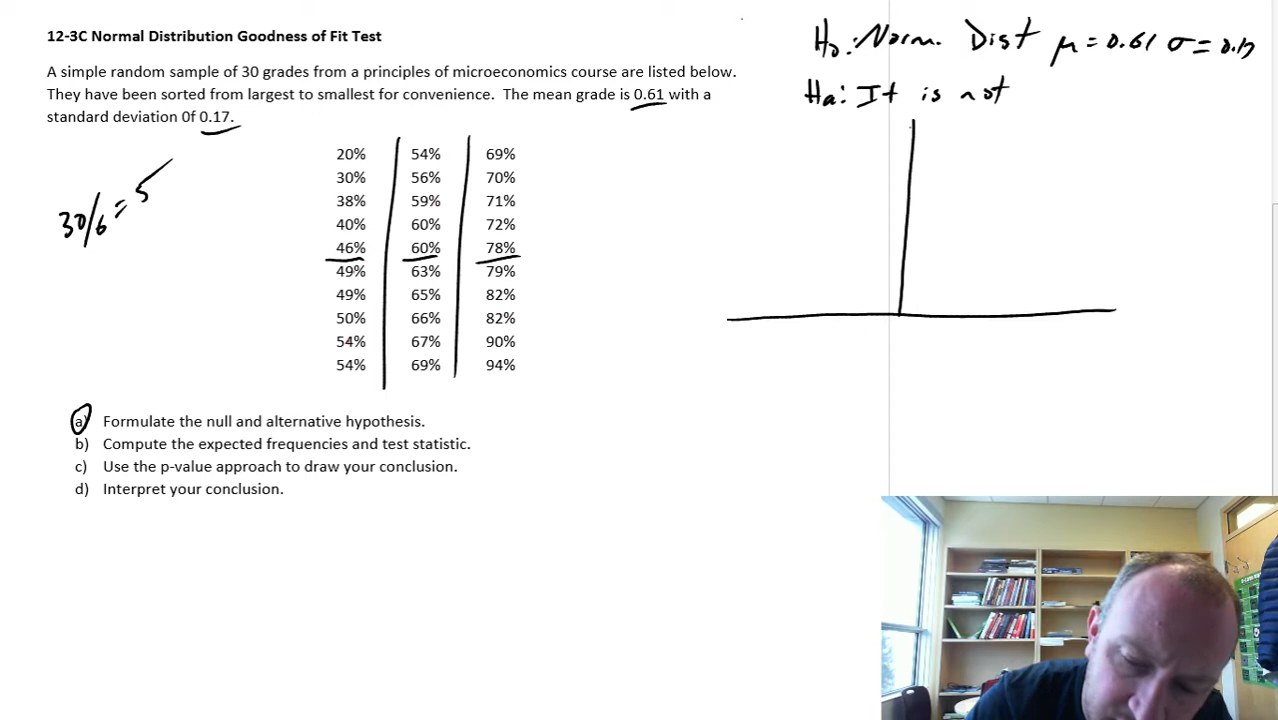 12-3C Normal Distribution Goodness of Fit Test
A simple random sample of 30 grades from a principles of microeconomics course are listed below.
They have been sorted from largest to smallest for convenience. The mean grade is 0.61 with a
standard deviation 0f 0.17.
20% 54% 69%
30% 56% 70%
38% 59% 71%
40% 60% 72%
46% 60% 78%
49% 63% 79%
49% 65% 82%
50% 66% 82%
54% 67% 90%
54% 69% 94%
30/6 = 5
a) Formulate the null and alternative hypothesis.
b) Compute the expected frequencies and test statistic.
c) Use the p-value approach to draw your conclusion.
d) Interpret your conclusion.
H₀: Norm. Dist μ = 0.61 σ = 0.17
Ha: It is not